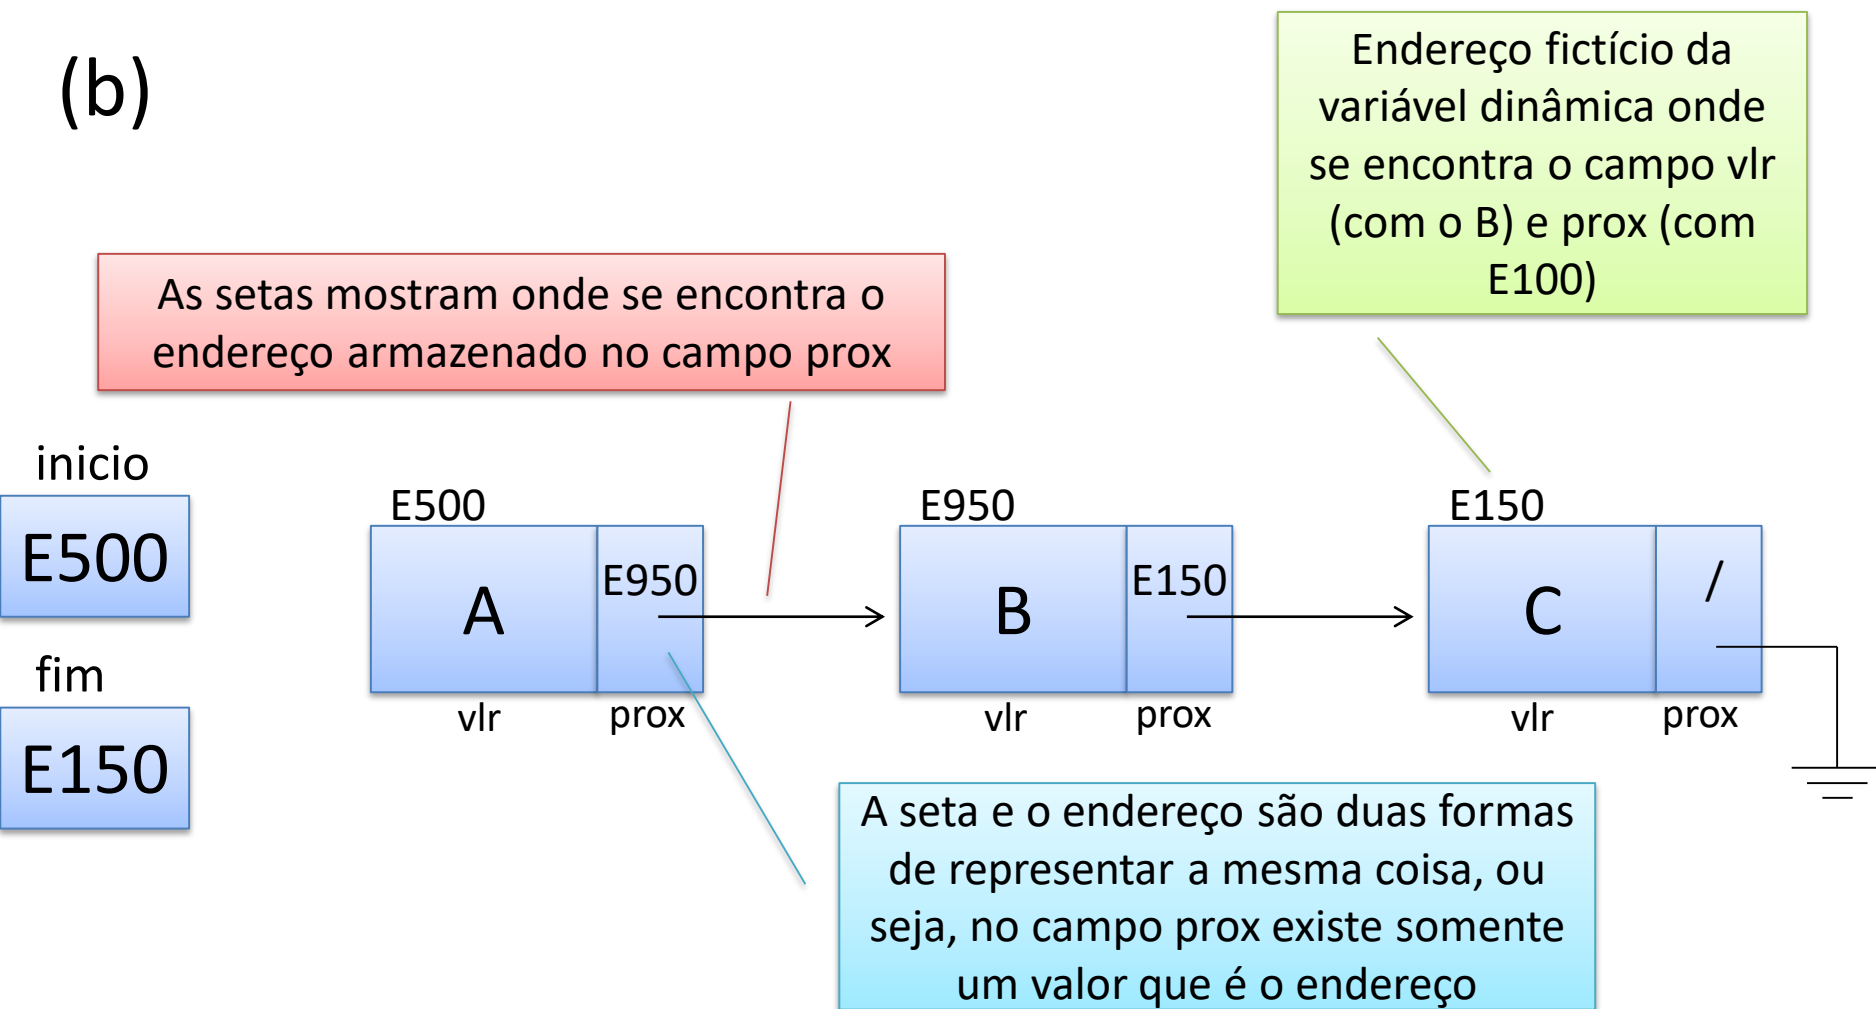 (b)
Endereço fictício da
variável dinâmica onde
se encontra o campo vlr
(com o B) e prox (com
E100)
As setas mostram onde se encontra o
endereço armazenado no campo prox
inicio
E500
fim
E150
E500
A
E950
vlr
prox
E950
B
E150
vlr
prox
E150
C
/
vlr
prox
A seta e o endereço são duas formas
de representar a mesma coisa, ou
seja, no campo prox existe somente
um valor que é o endereço